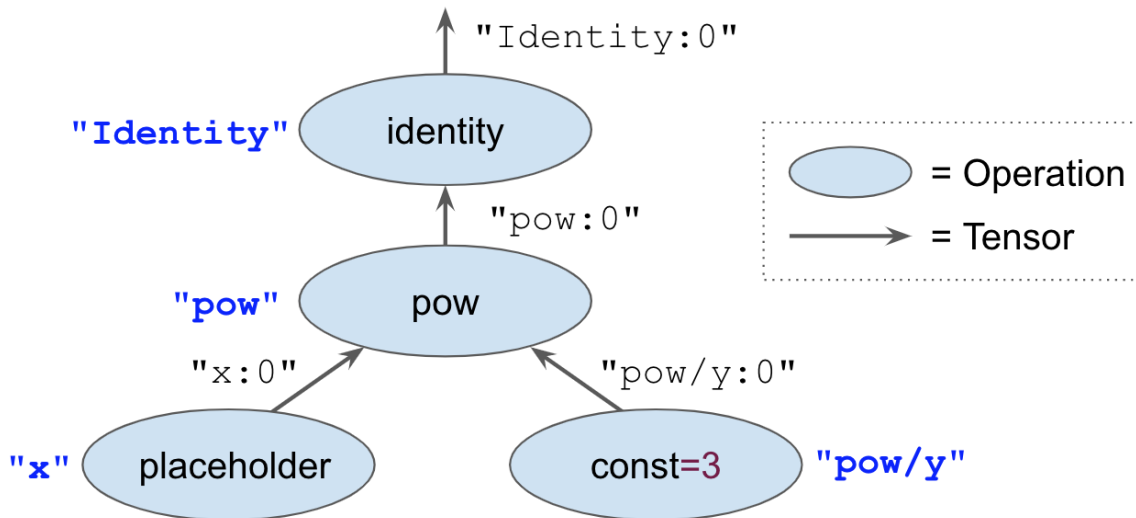 "Identity:0"
"Identity"
identity
= Operation
"pow:0"
= Tensor
"pow"
pow
"x:0"
"pow/y:0"
"x"
placeholder
const=3
"pow/y"